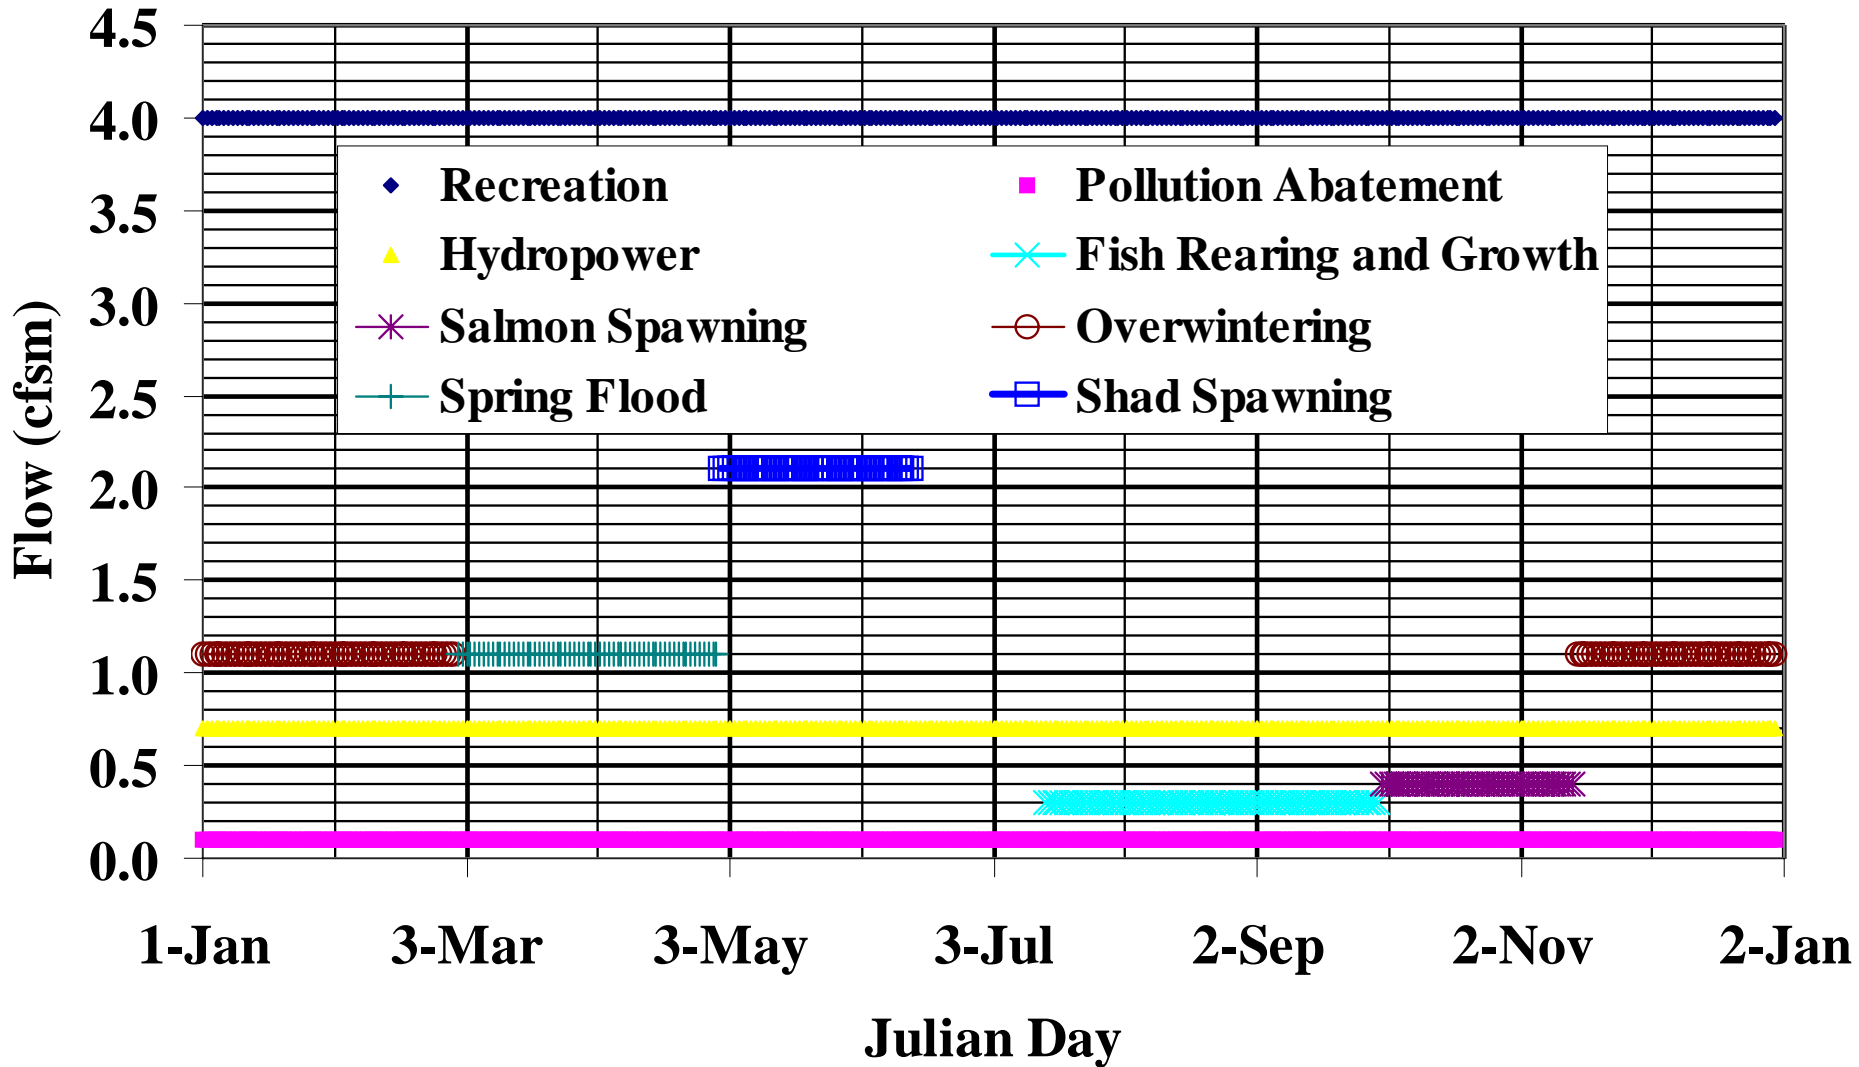 4.5
4.0
3.5
3.0
2.5
2.0
1.5
1.0
0.5
0.0
Flow (cfsm)
Recreation
Pollution Abatement
Hydropower
Fish Rearing and Growth
Salmon Spawning
Overwintering
Spring Flood
Shad Spawning
1-Jan 3-Mar 3-May 3-Jul 2-Sep 2-Nov 2-Jan
Julian Day